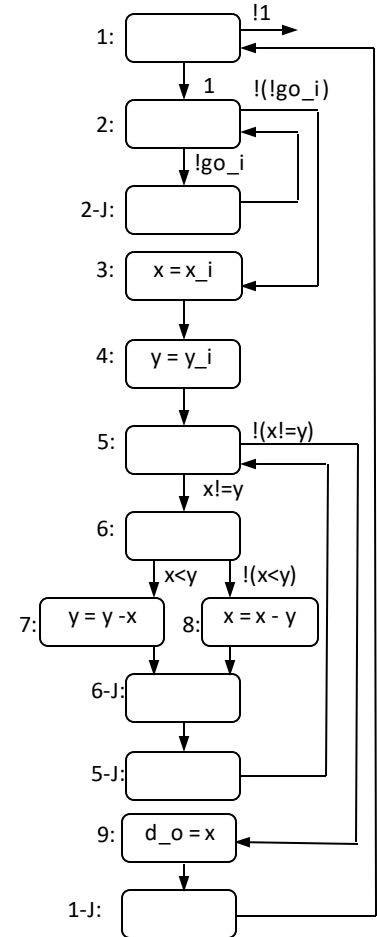 !1
1:
1
!(!go_i)
2:
!go_i
2-J:
3:
x = x_i
4:
y = y_i
5:
!(x!=y)
x!=y
6:
x<y
!(x<y)
7:
y = y -x
8:
x = x - y
6-J:
5-J:
9:
d_o = x
1-J: